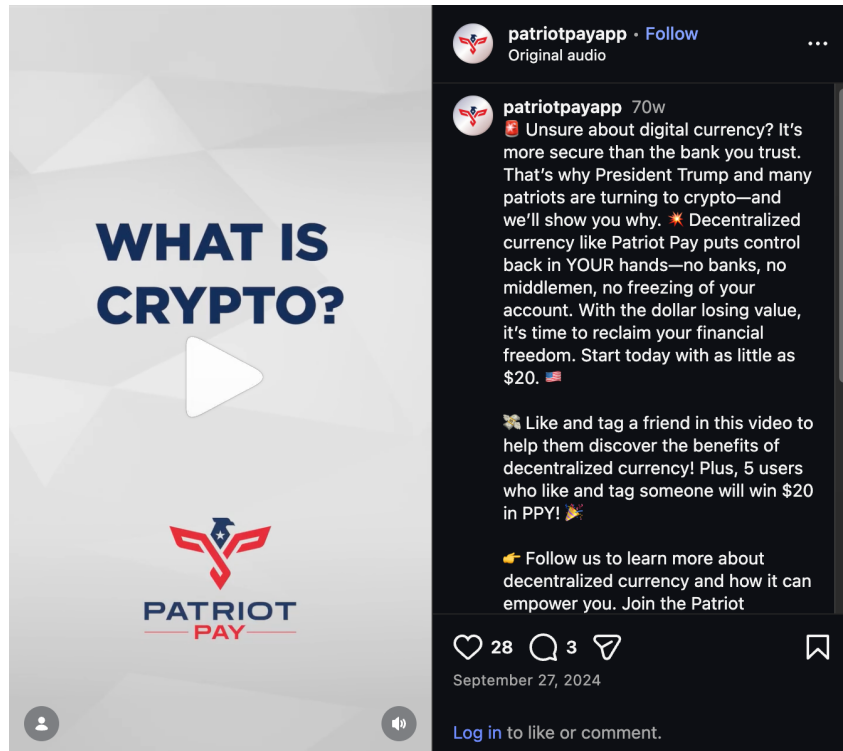 WHAT IS
CRYPTO?
PATRIOT
PAY
patriotpayapp • Follow
Original audio
patriotpayapp 70w
🚨 Unsure about digital currency? It’s
more secure than the bank you trust.
That’s why President Trump and many
patriots are turning to crypto—and
we’ll show you why. 💥 Decentralized
currency like Patriot Pay puts control
back in YOUR hands—no banks, no
middlemen, no freezing of your
account. With the dollar losing value,
it’s time to reclaim your financial
freedom. Start today with as little as
$20. 🇺🇸
💸 Like and tag a friend in this video to
help them discover the benefits of
decentralized currency! Plus, 5 users
who like and tag someone will win $20
in PPY! 🎉
👉 Follow us to learn more about
decentralized currency and how it can
empower you. Join the Patriot
28 3
September 27, 2024
Log in to like or comment.